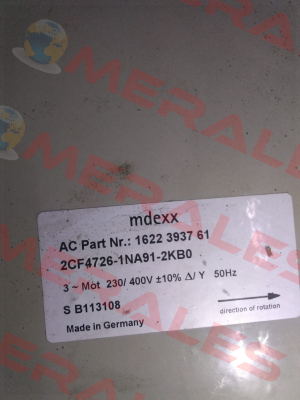 MERALES
mdexx
AC Part Nr.: 1622 3937 61
2CF4726-1NA91-2KB0
3 ~ Mot 230/ 400V ±10% Δ/ Y 50Hz
S B113108
Made in Germany
direction of rotation